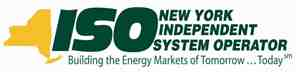 ISO NEW YORK
INDEPENDENT
SYSTEM OPERATOR
Building the Energy Markets of Tomorrow...Today℠